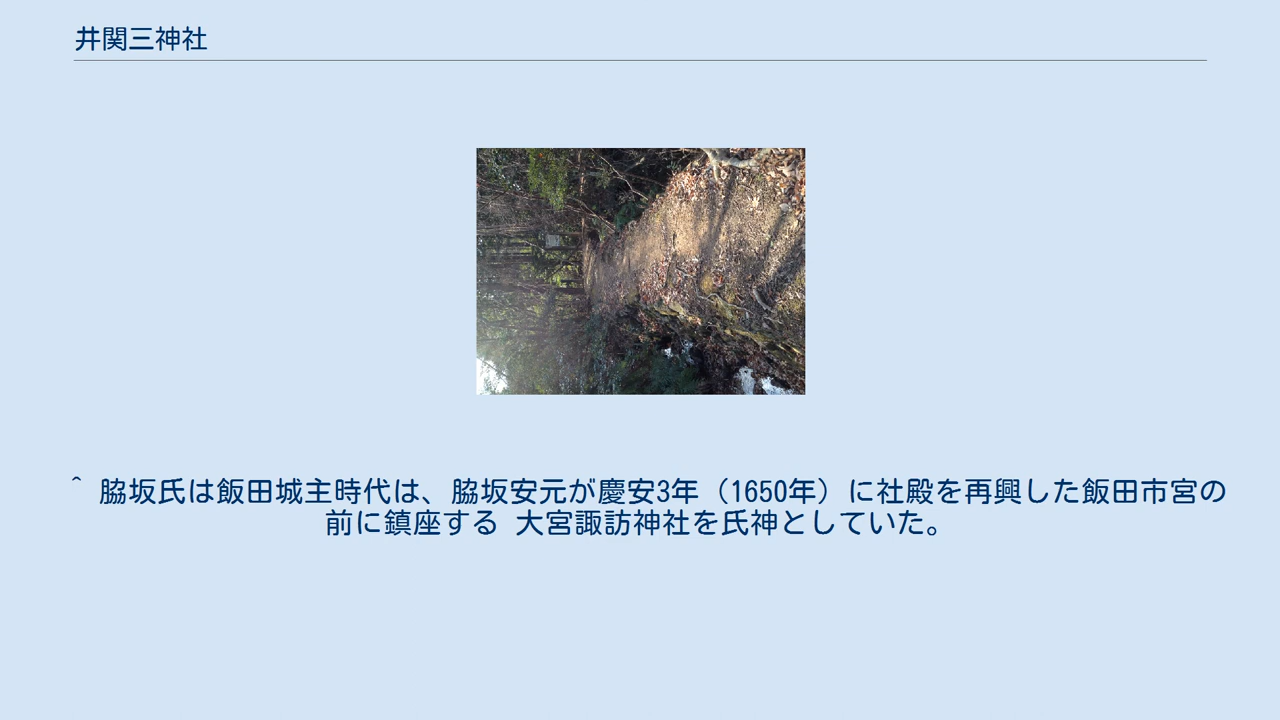 井関三神社
^ 脇坂氏は飯田城主時代は、脇坂安元が慶安3年（1650年）に社殿を再興した飯田市宮の
前に鎮座する 大宮諏訪神社を氏神としていた。